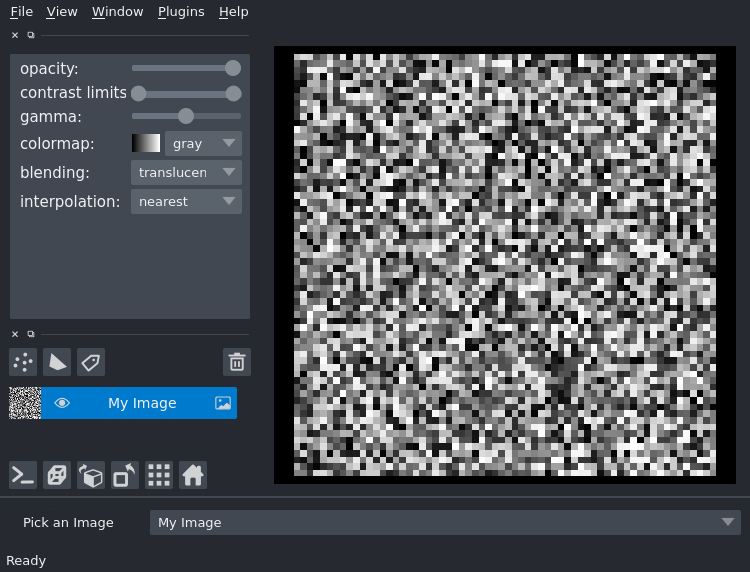 File View Window Plugins Help
opacity:
contrast limits
gamma:
colormap: gray
blending: translucen
interpolation: nearest
My Image
Pick an Image My Image
Ready